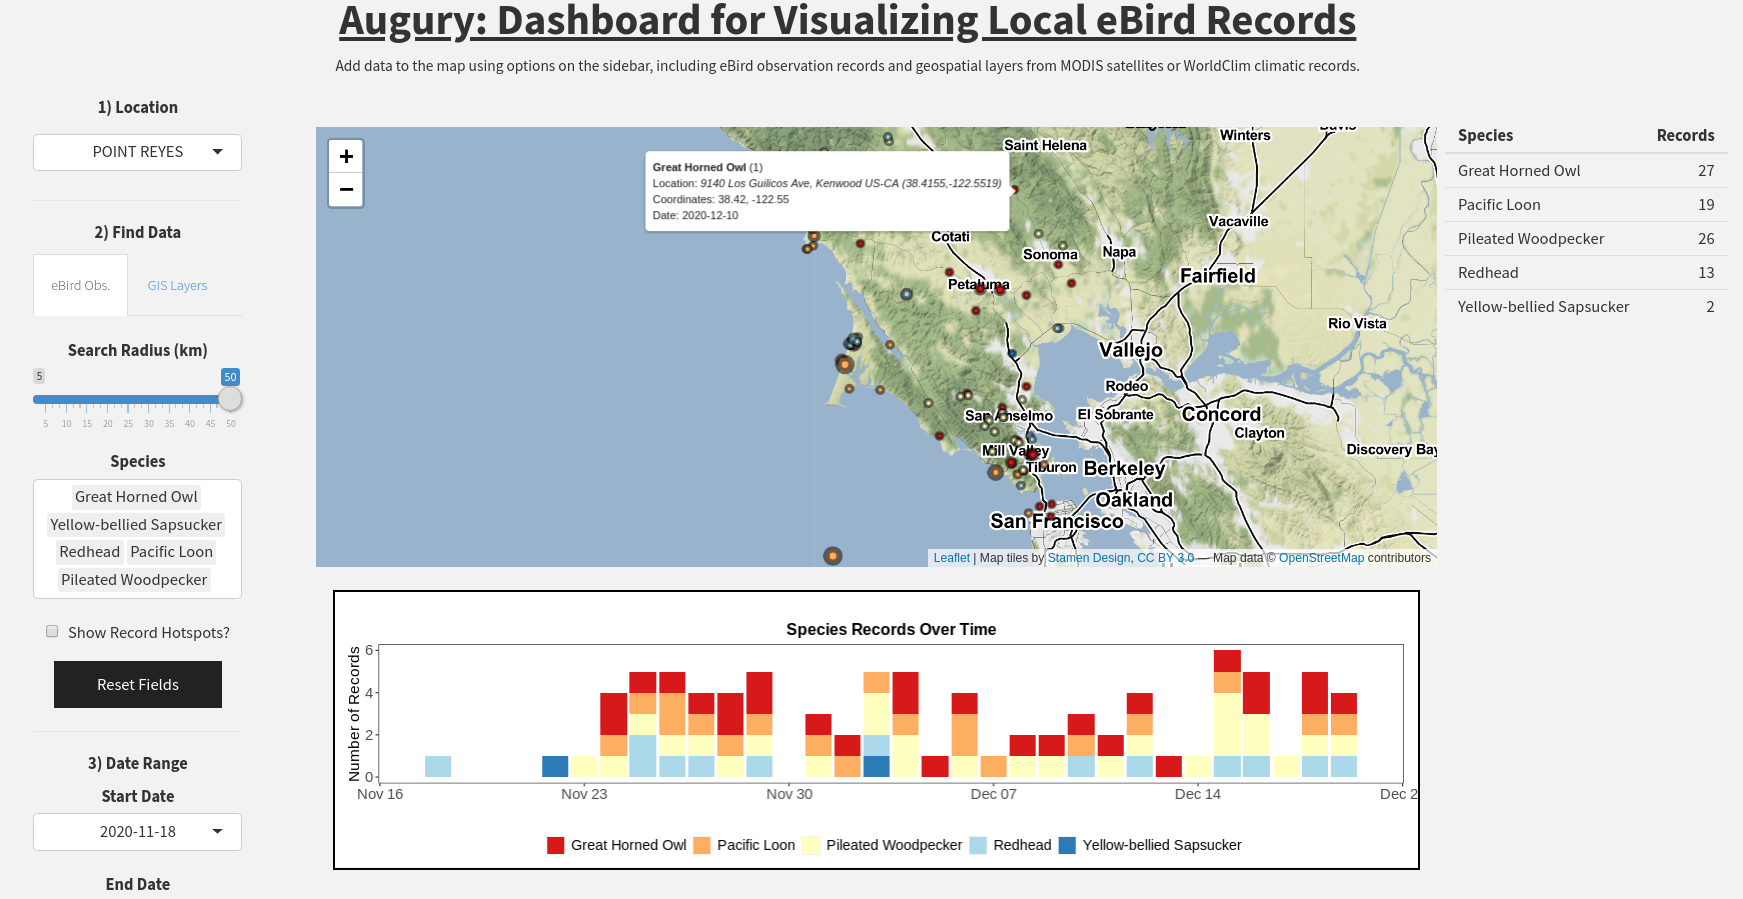 Augury: Dashboard for Visualizing Local eBird Records
Add data to the map using options on the sidebar, including eBird observation records and geospatial layers from MODIS satellites or WorldClim climatic records.
1) Location
POINT REYES
2) Find Data
eBird Obs.
GIS Layers
Search Radius (km)
5
50
5 10 15 20 25 30 35 40 45 50
Species
Great Horned Owl
Yellow-bellied Sapsucker
Redhead Pacific Loon
Pileated Woodpecker
Show Record Hotspots?
Reset Fields
3) Date Range
Start Date
2020-11-18
End Date
+
−
Great Horned Owl (1)
Location: 9140 Los Guilicos Ave, Kenwood US-CA (38.4155,-122.5519)
Coordinates: 38.42, -122.55
Date: 2020-12-10
Winters
Davis
Saint Helena
Vacaville
Cotati
Sonoma
Napa
Fairfield
Petaluma
Rio Vista
Vallejo
Rodeo
San Anselmo
El Sobrante
Concord
Clayton
Mill Valley
Discovery Bay
Tiburon
Berkeley
Oakland
San Francisco
Leaflet | Map tiles by Stamen Design, CC BY 3.0 — Map data © OpenStreetMap contributors
Species Records
Great Horned Owl 27
Pacific Loon 19
Pileated Woodpecker 26
Redhead 13
Yellow-bellied Sapsucker 2
Species Records Over Time
Number of Records
6
4
2
0
Nov 16 Nov 23 Nov 30 Dec 07 Dec 14 Dec 2
Great Horned Owl Pacific Loon Pileated Woodpecker Redhead Yellow-bellied Sapsucker